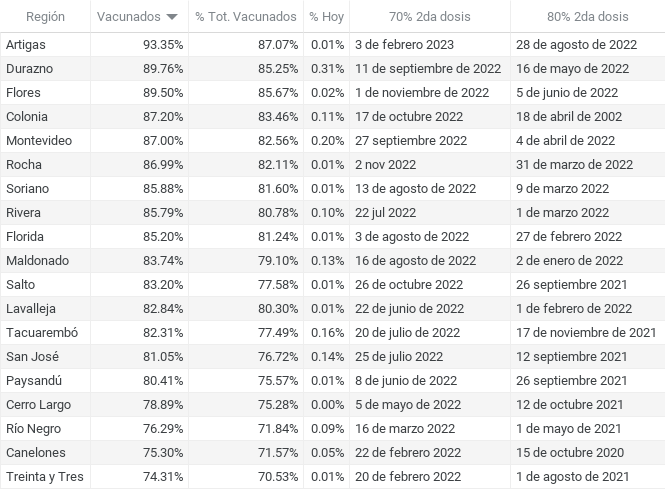 Región Vacunados % Tot. Vacunados % Hoy 70% 2da dosis 80% 2da dosis
Artigas 93.35% 87.07% 0.01% 3 de febrero 2023 28 de agosto de 2022
Durazno 89.76% 85.25% 0.31% 11 de septiembre de 2022 16 de mayo de 2022
Flores 89.50% 85.67% 0.02% 1 de noviembre de 2022 5 de junio de 2022
Colonia 87.20% 83.46% 0.11% 17 de octubre 2022 18 de abril de 2002
Montevideo 87.00% 82.56% 0.20% 27 septiembre 2022 4 de abril de 2022
Rocha 86.99% 82.11% 0.01% 2 nov 2022 31 de marzo de 2022
Soriano 85.88% 81.60% 0.01% 13 de agosto de 2022 9 de marzo 2022
Rivera 85.79% 80.78% 0.10% 22 jul 2022 1 de marzo 2022
Florida 85.20% 81.24% 0.01% 3 de agosto de 2022 27 de febrero 2022
Maldonado 83.74% 79.10% 0.13% 16 de agosto de 2022 2 de enero de 2022
Salto 83.20% 77.58% 0.01% 26 de octubre 2022 26 septiembre 2021
Lavalleja 82.84% 80.30% 0.01% 22 de junio de 2022 1 de febrero de 2022
Tacuarembó 82.31% 77.49% 0.16% 20 de julio de 2022 17 de noviembre de 2021
San José 81.05% 76.72% 0.14% 25 de julio 2022 12 septiembre 2021
Paysandú 80.41% 75.57% 0.01% 8 de junio de 2022 26 septiembre 2021
Cerro Largo 78.89% 75.28% 0.00% 5 de mayo de 2022 12 de octubre 2021
Río Negro 76.29% 71.84% 0.09% 16 de marzo de 2022 1 de mayo de 2021
Canelones 75.30% 71.57% 0.05% 22 de febrero 2022 15 de octubre 2020
Treinta y Tres 74.31% 70.53% 0.01% 20 de febrero 2022 1 de agosto de 2021